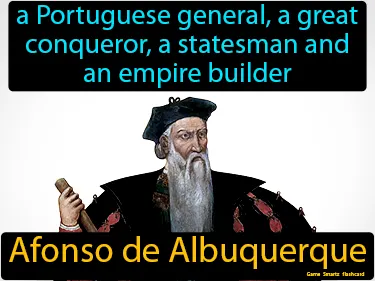 a Portuguese general, a great
conqueror, a statesman and
an empire builder
Afonso de Albuquerque
Game Smartz flashcard